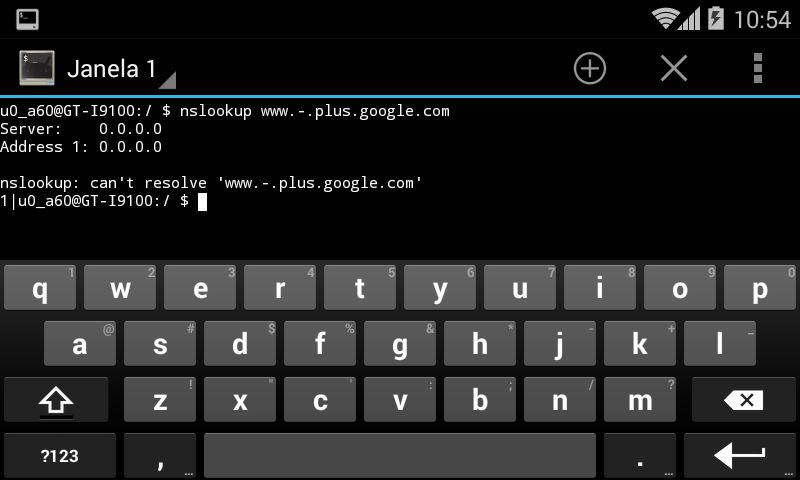 10:54
Janela 1
u0_a60@GT-I9100:/ $ nslookup www.-.plus.google.com
Server:    0.0.0.0
Address 1: 0.0.0.0
nslookup: can't resolve 'www.-.plus.google.com'
1|u0_a60@GT-I9100:/ $
q 1 w 2 e 3 r 4 t 5 y 6 u 7 i 8 o 9 p 0
a @ s # d $ f % g & h * j - k + l _
z ! x " c ' v : b ; n / m ?
?123 , ... . ... ...